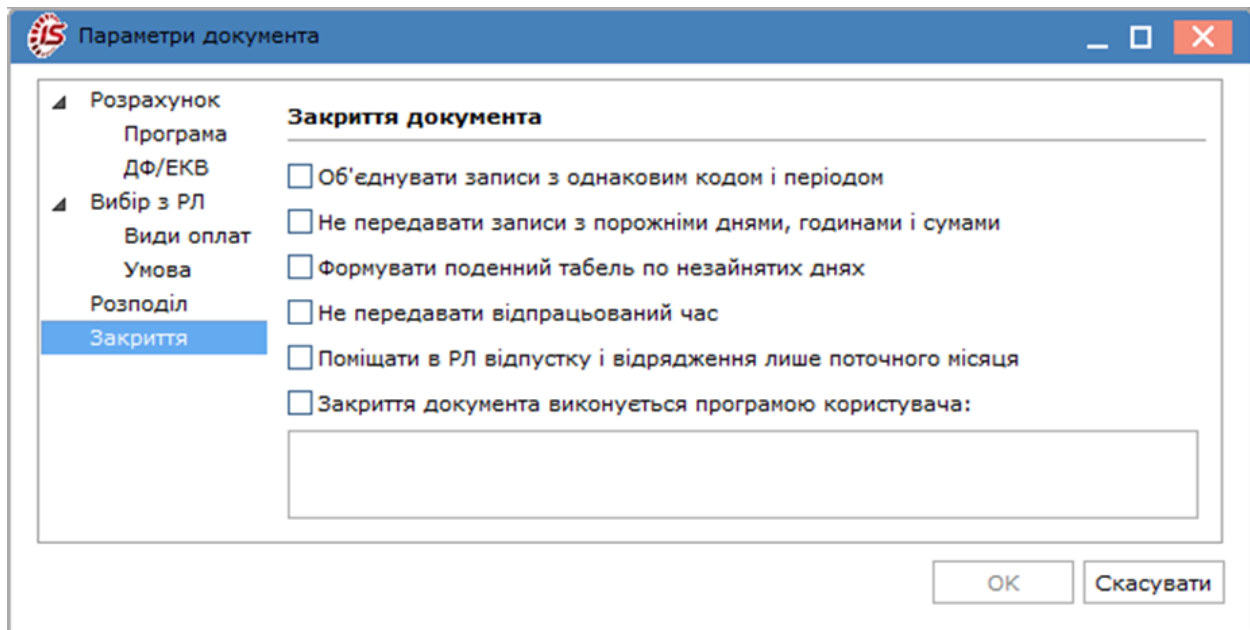 Параметри документа
Розрахунок
Програма
ДФ/ЕКВ
Вибір з РЛ
Види оплат
Умова
Розподіл
Закриття
Закриття документа
Об'єднувати записи з однаковим кодом і періодом
Не передавати записи з порожніми днями, годинами і сумами
Формувати поденний табель по незайнятих днях
Не передавати відпрацьований час
Поміщати в РЛ відпустку і відрядження лише поточного місяця
Закриття документа виконується програмою користувача:
OK
Скасувати